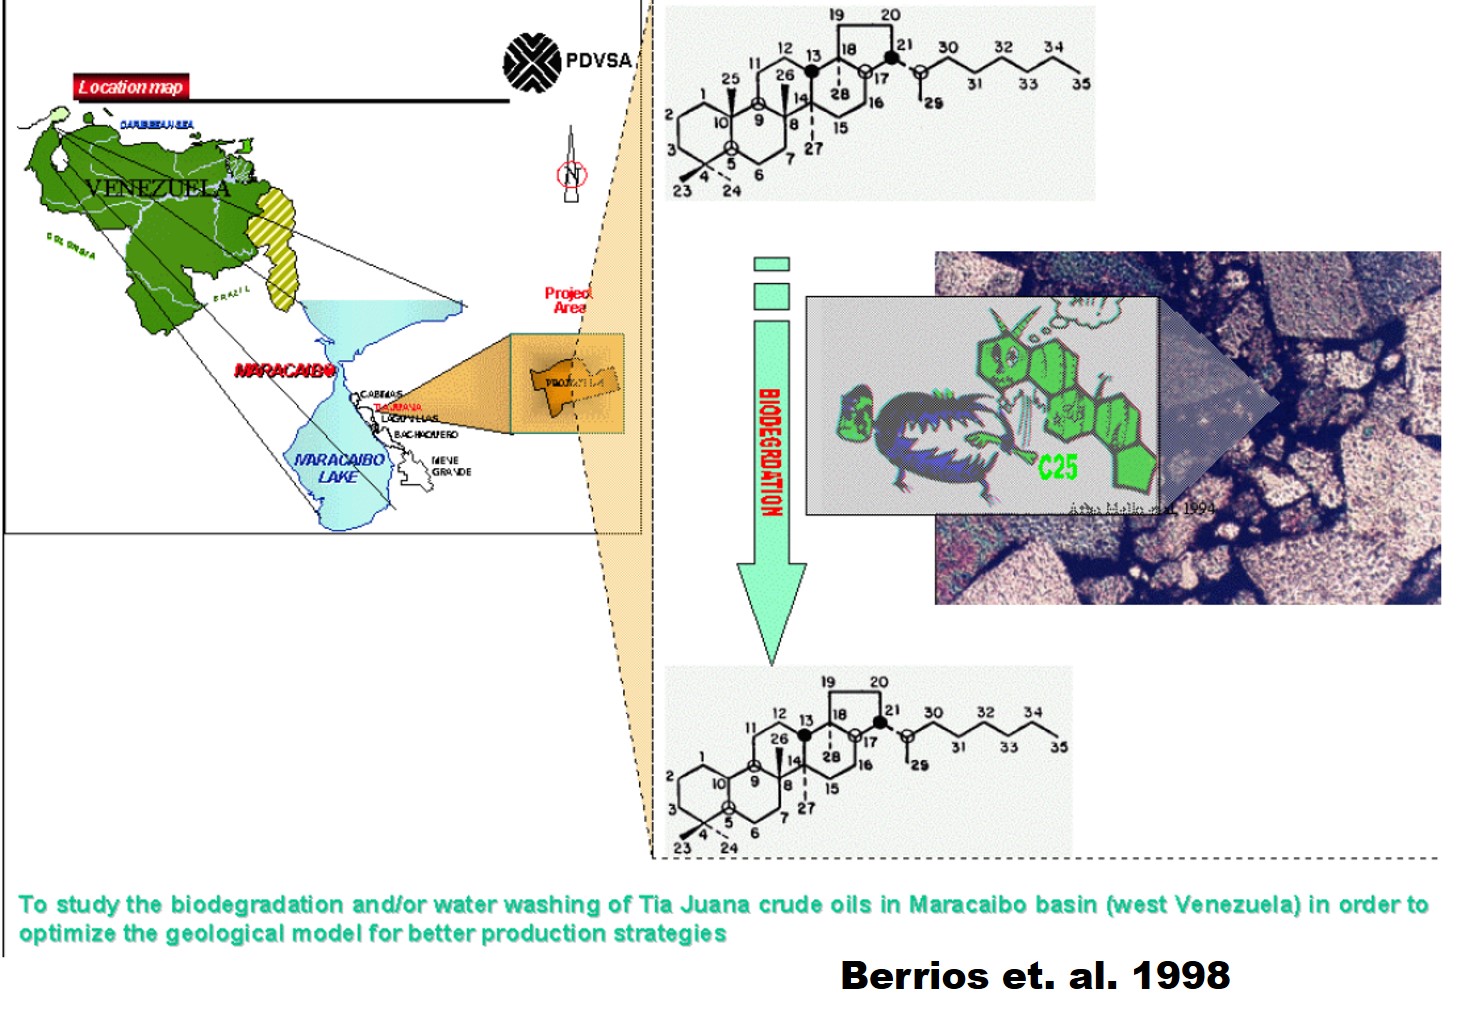 Location map
PDVSA
CARIBBEAN SEA
VENEZUELA
COLOMBIA
BRAZIL
N
Projec
Area
MARACAIBO
CABIMAS
TIA JUANA
LAGUNILLAS
BACHAQUERO
MENE
GRANDE
MARACAIBO
LAKE
19 20
12 13 18 21 30 32 34
11 26 17 31 33 35
25 28 29
1 14 16
2 10 9 8 15
3 5 7 27
4 6
23 24
BIODEGRDATION
C25
1994
19 20
12 13 18 21 30 32 34
11 26 17 31 33 35
1 14 28 16 29
2 10 9 8 15
3 5 7 27
4 6
23 24
To study the biodegradation and/or water washing of Tia Juana crude oils in Maracaibo basin (west Venezuela) in order to
optimize the geological model for better production strategies
Berrios et. al. 1998